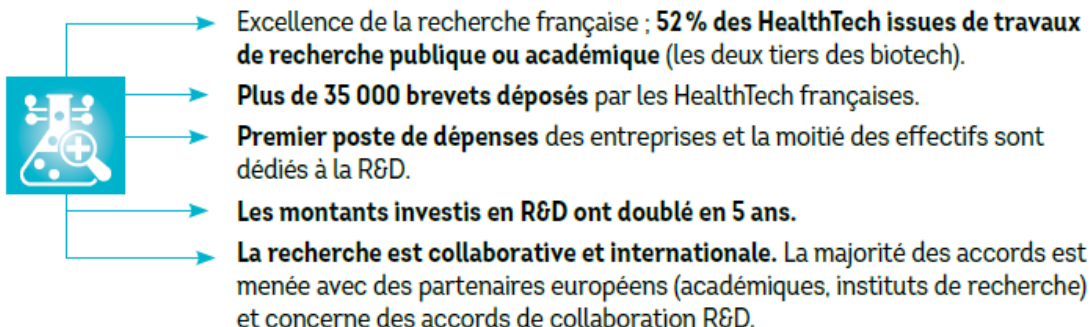 Excellence de la recherche française ; 52 % des HealthTech issues de travaux
de recherche publique ou académique (les deux tiers des biotech).
Plus de 35 000 brevets déposés par les HealthTech françaises.
Premier poste de dépenses des entreprises et la moitié des effectifs sont
dédiés à la R&D.
Les montants investis en R&D ont doublé en 5 ans.
La recherche est collaborative et internationale. La majorité des accords est
menée avec des partenaires européens (académiques, instituts de recherche)
et concerne des accords de collaboration R&D.